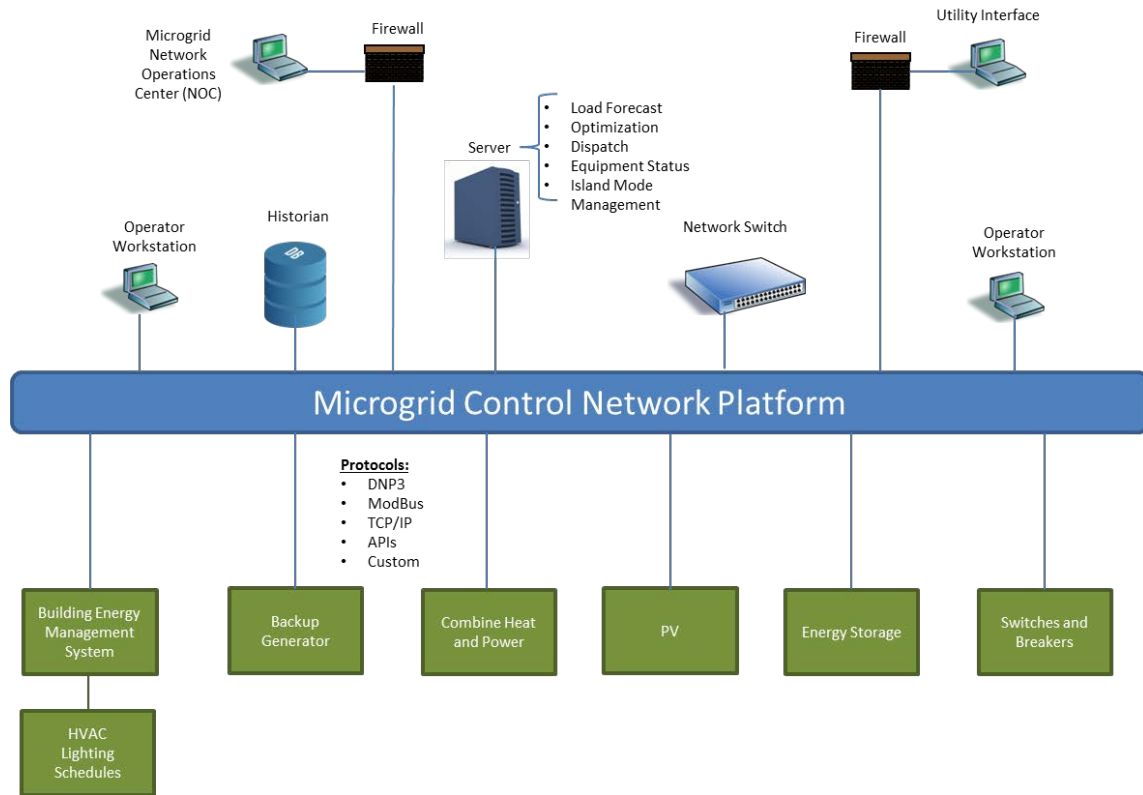 Microgrid
Network
Operations
Center (NOC)
Firewall
Utility Interface
Firewall
Server
• Load Forecast
• Optimization
• Dispatch
• Equipment Status
• Island Mode
Management
Operator
Workstation
Historian
DB
Network Switch
Operator
Workstation
Microgrid Control Network Platform
Protocols:
• DNP3
• ModBus
• TCP/IP
• APIs
• Custom
Building Energy
Management
System
Backup
Generator
Combine Heat
and Power
PV
Energy Storage
Switches and
Breakers
HVAC
Lighting
Schedules